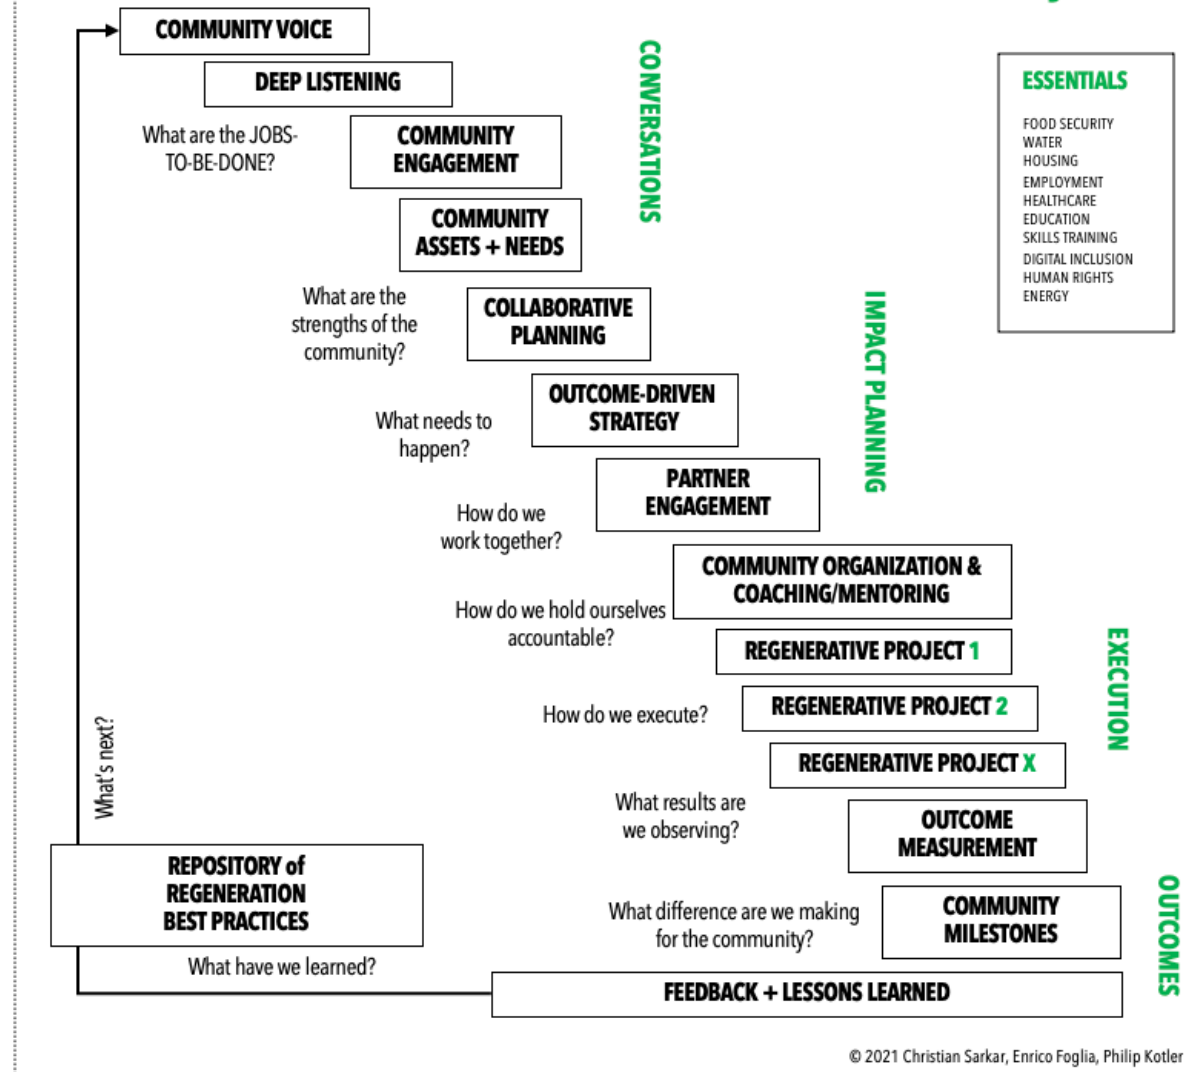 COMMUNITY VOICE
DEEP LISTENING
What are the JOBS-
TO-BE-DONE?
COMMUNITY
ENGAGEMENT
COMMUNITY
ASSETS + NEEDS
CONVERSATIONS
ESSENTIALS
FOOD SECURITY
WATER
HOUSING
EMPLOYMENT
HEALTHCARE
EDUCATION
SKILLS TRAINING
DIGITAL INCLUSION
HUMAN RIGHTS
ENERGY
What are the
strengths of the
community?
COLLABORATIVE
PLANNING
What needs to
happen?
OUTCOME-DRIVEN
STRATEGY
PARTNER
ENGAGEMENT
IMPACT PLANNING
How do we
work together?
COMMUNITY ORGANIZATION &
COACHING/MENTORING
How do we hold ourselves
accountable?
REGENERATIVE PROJECT 1
How do we execute?
REGENERATIVE PROJECT 2
REGENERATIVE PROJECT X
EXECUTION
What results are
we observing?
OUTCOME
MEASUREMENT
What difference are we making
for the community?
COMMUNITY
MILESTONES
OUTCOMES
FEEDBACK + LESSONS LEARNED
What have we learned?
REPOSITORY of
REGENERATION
BEST PRACTICES
What's next?
© 2021 Christian Sarkar, Enrico Foglia, Philip Kotler